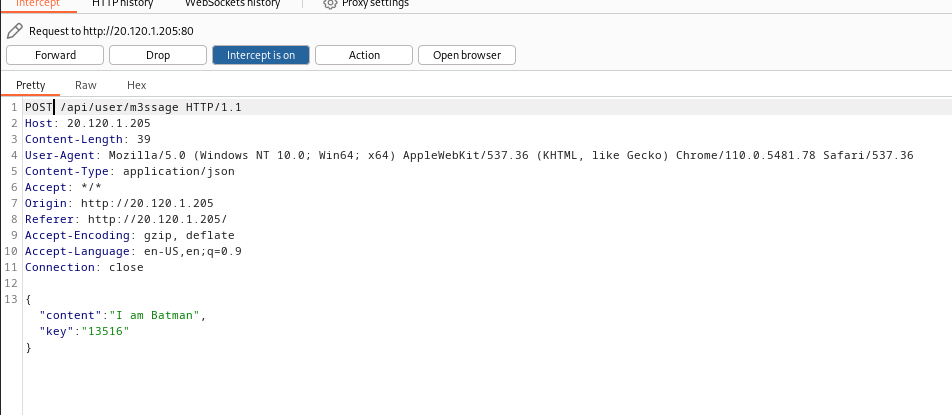 Intercept HTTP history WebSockets history Proxy settings
Request to http://20.120.1.205:80
Forward Drop Intercept is on Action Open browser
Pretty Raw Hex
1 POST /api/user/m3ssage HTTP/1.1
2 Host: 20.120.1.205
3 Content-Length: 39
4 User-Agent: Mozilla/5.0 (Windows NT 10.0; Win64; x64) AppleWebKit/537.36 (KHTML, like Gecko) Chrome/110.0.5481.78 Safari/537.36
5 Content-Type: application/json
6 Accept: */*
7 Origin: http://20.120.1.205
8 Referer: http://20.120.1.205/
9 Accept-Encoding: gzip, deflate
10 Accept-Language: en-US,en;q=0.9
11 Connection: close
12
13 {
"content":"I am Batman",
"key":"13516"
}